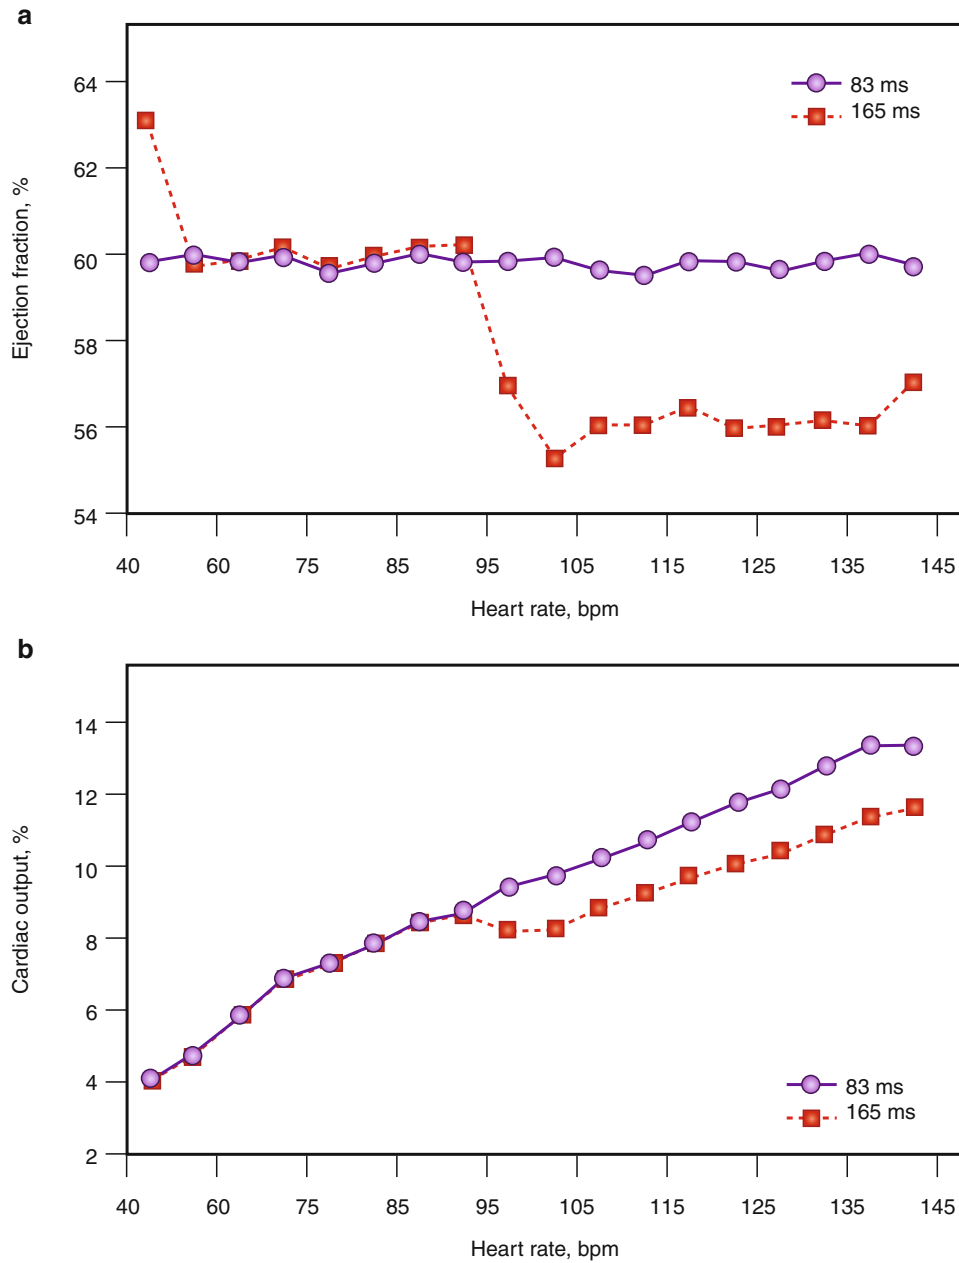 a
64
62
60
58
56
54
Ejection fraction, %
83 ms
165 ms
40 60 75 85 95 105 115 125 135 145
Heart rate, bpm
b
14
12
10
8
6
4
2
Cardiac output, %
83 ms
165 ms
40 60 75 85 95 105 115 125 135 145
Heart rate, bpm